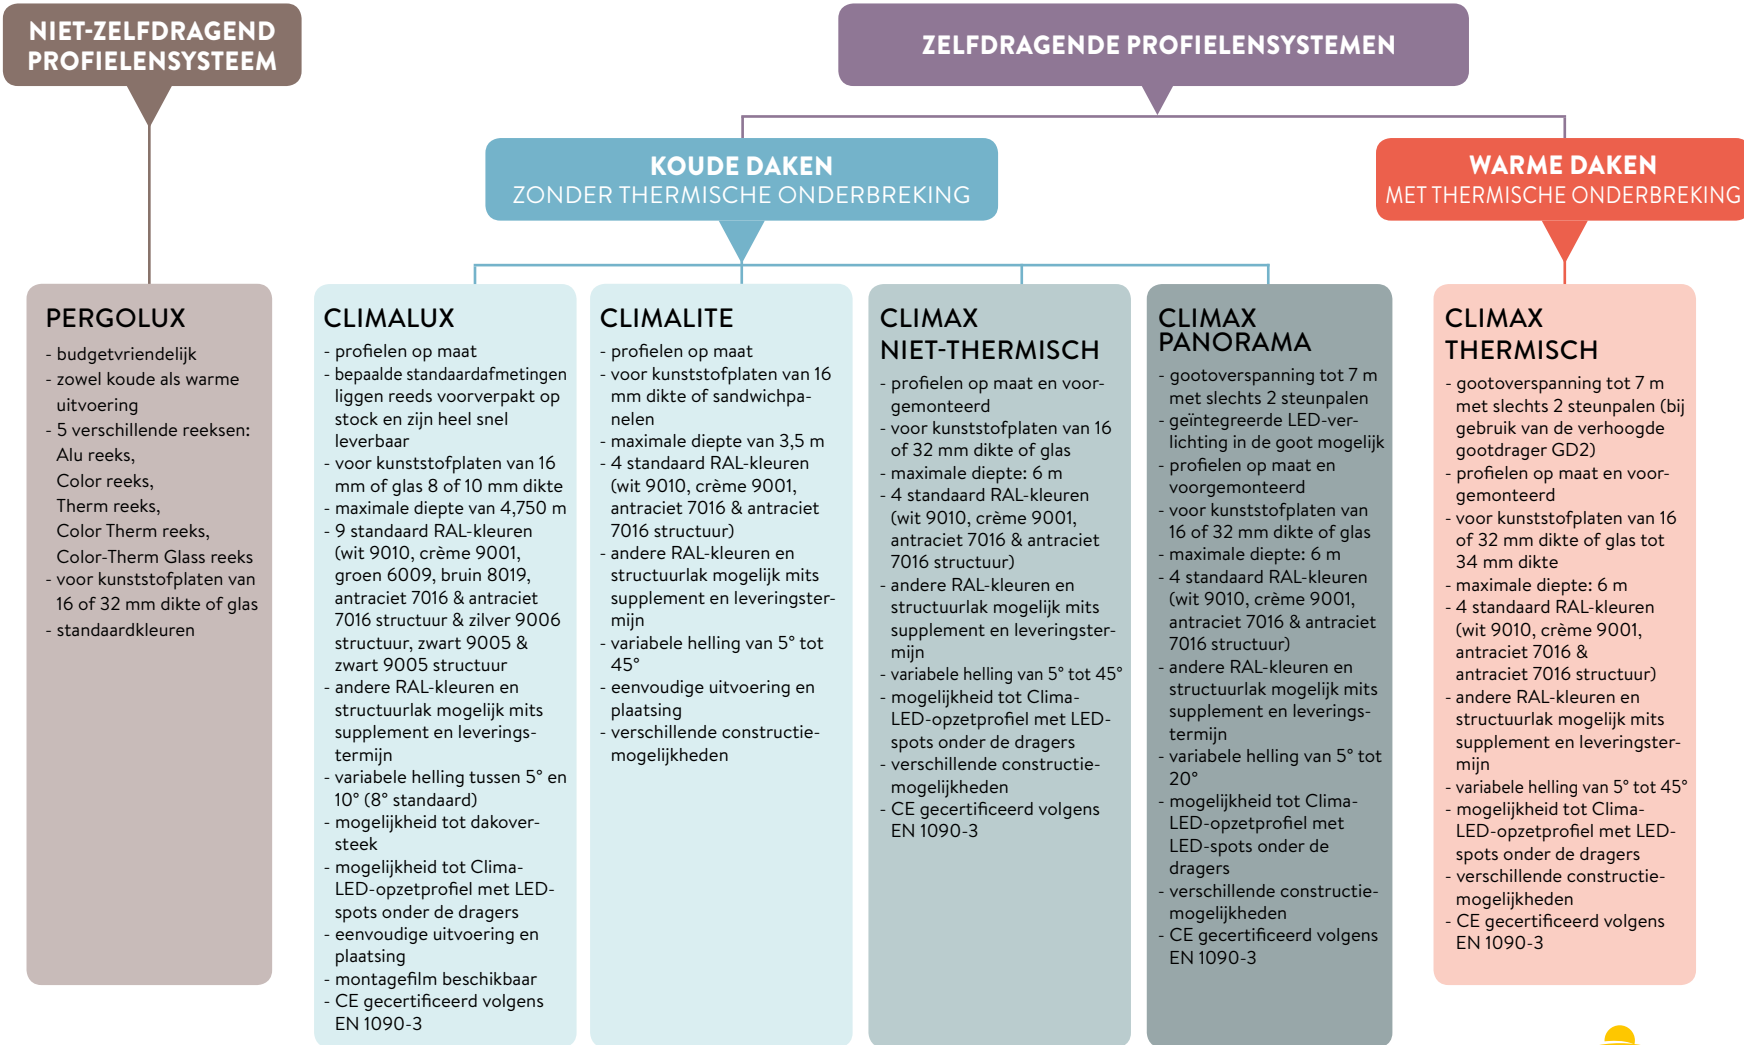 NIET-ZELFDRAGEND
PROFIELENSYSTEEM
ZELFDRAGENDE PROFIELENSYSTEMEN
KOUDE DAKEN
ZONDER THERMISCHE ONDERBREKING
WARME DAKEN
MET THERMISCHE ONDERBREKING
PERGOLUX
- budgetvriendelijk
- zowel koude als warme
uitvoering
- 5 verschillende reeksen:
Alu reeks,
Color reeks,
Therm reeks,
Color Therm reeks,
Color-Therm Glass reeks
- voor kunststofplaten van
16 of 32 mm dikte of glas
- standaardkleuren
CLIMALUX
- profielen op maat
- bepaalde standaardafmetingen
liggen reeds voorverpakt op
stock en zijn heel snel
leverbaar
- voor kunststofplaten van 16
mm of glas 8 of 10 mm dikte
- maximale diepte van 4,750 m
- 9 standaard RAL-kleuren
(wit 9010, crème 9001,
groen 6009, bruin 8019,
antraciet 7016 & antraciet
7016 structuur & zilver 9006
structuur, zwart 9005 &
zwart 9005 structuur
- andere RAL-kleuren en
structuurlak mogelijk mits
supplement en leverings-
termijn
- variabele helling tussen 5° en
10° (8° standaard)
- mogelijkheid tot dakover-
steek
- mogelijkheid tot Clima-
LED-opzetprofiel met LED-
spots onder de dragers
- eenvoudige uitvoering en
plaatsing
- montagefilm beschikbaar
- CE gecertificeerd volgens
EN 1090-3
CLIMALITE
- profielen op maat
- voor kunststofplaten van 16
mm dikte of sandwichpa-
nelen
- maximale diepte van 3,5 m
- 4 standaard RAL-kleuren
(wit 9010, crème 9001,
antraciet 7016 & antraciet
7016 structuur)
- andere RAL-kleuren en
structuurlak mogelijk mits
supplement en leveringster-
mijn
- variabele helling van 5° tot
45°
- eenvoudige uitvoering en
plaatsing
- verschillende constructie-
mogelijkheden
CLIMAX
NIET-THERMISCH
- profielen op maat en voor-
gemonteerd
- voor kunststofplaten van 16
of 32 mm dikte of glas
- maximale diepte: 6 m
- 4 standaard RAL-kleuren
(wit 9010, crème 9001,
antraciet 7016 & antraciet
7016 structuur)
- andere RAL-kleuren en
structuurlak mogelijk mits
supplement en leveringster-
mijn
- variabele helling van 5° tot 45°
- mogelijkheid tot Clima-
LED-opzetprofiel met LED-
spots onder de dragers
- verschillende constructie-
mogelijkheden
- CE gecertificeerd volgens
EN 1090-3
CLIMAX
PANORAMA
- gootoverspanning tot 7 m
met slechts 2 steunpalen
- geïntegreerde LED-ver-
lichting in de goot mogelijk
- profielen op maat en
voorgemonteerd
- voor kunststofplaten van
16 of 32 mm dikte of glas
- maximale diepte: 6 m
- 4 standaard RAL-kleuren
(wit 9010, crème 9001,
antraciet 7016 & antraciet
7016 structuur)
- andere RAL-kleuren en
structuurlak mogelijk mits
supplement en leverings-
termijn
- variabele helling van 5° tot
20°
- mogelijkheid tot Clima-
LED-opzetprofiel met
LED-spots onder de
dragers
- verschillende constructie-
mogelijkheden
- CE gecertificeerd volgens
EN 1090-3
CLIMAX
THERMISCH
- gootoverspanning tot 7 m
met slechts 2 steunpalen (bij
gebruik van de verhoogde
gootdrager GD2)
- profielen op maat en voor-
gemonteerd
- voor kunststofplaten van 16
of 32 mm dikte of glas tot
34 mm dikte
- maximale diepte: 6 m
- 4 standaard RAL-kleuren
(wit 9010, crème 9001,
antraciet 7016 &
antraciet 7016 structuur)
- andere RAL-kleuren en
structuurlak mogelijk mits
supplement en leveringster-
mijn
- variabele helling van 5° tot 45°
- mogelijkheid tot Clima-
LED-opzetprofiel met LED-
spots onder de dragers
- verschillende constructie-
mogelijkheden
- CE gecertificeerd volgens
EN 1090-3